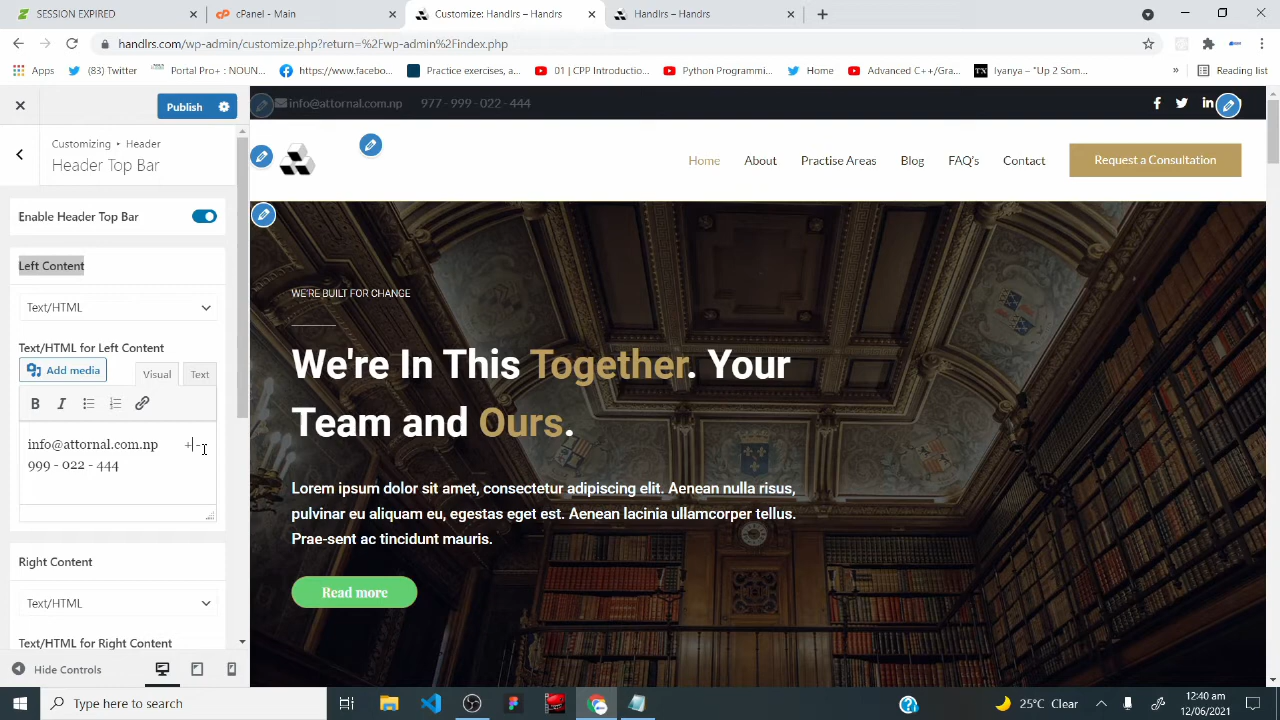 SESSION EXPIRED
cPanel - Main
Customize: Handrs – Handrs
Handlrs – Handrs
handlrs.com/wp-admin/customize.php?return=%2Fwp-admin%2Findex.php
Apps
(93) Twitter
Portal Pro+ : NOUN...
https://www.facebo...
Practice exercises, a...
01 | CPP Introductio...
Python Programmi...
Home
Advanced C++/Gra...
Iyanya – "Up 2 Som...
»
Reading list
Publish
info@attornal.com.np 977 - 999 - 022 - 444
Customizing ▸ Header
Header Top Bar
Home About Practise Areas Blog FAQ's Contact Request a Consultation
Enable Header Top Bar
Left Content
Text/HTML
Text/HTML for Left Content
Add media Visual Text
B I
info@attornal.com.np + -
999 - 022 - 444
Right Content
Text/HTML
Text/HTML for Right Content
Hide Controls
WE'RE BUILT FOR CHANGE
We're In This Together. Your
Team and Ours.
Lorem ipsum dolor sit amet, consectetur adipiscing elit. Aenean nulla risus,
pulvinar eu aliquam eu, egestas eget est. Aenean lacinia ullamcorper tellus.
Prae-sent ac tincidunt mauris.
Read more
Type here to search
25°C Clear
12:40 am
12/06/2021